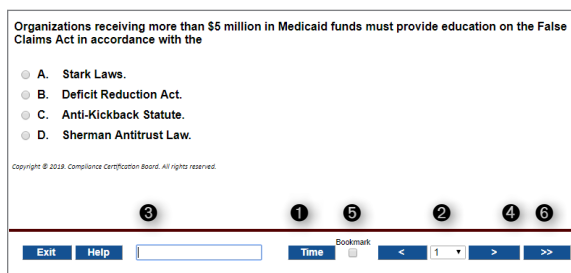 Organizations receiving more than $5 million in Medicaid funds must provide education on the False
Claims Act in accordance with the
A. Stark Laws.
B. Deficit Reduction Act.
C. Anti-Kickback Statute.
D. Sherman Antitrust Law.
Copyright © 2019. Compliance Certification Board. All rights reserved.
3 1 5 2 4 6
Bookmark
Exit Help Time < 1 > >>